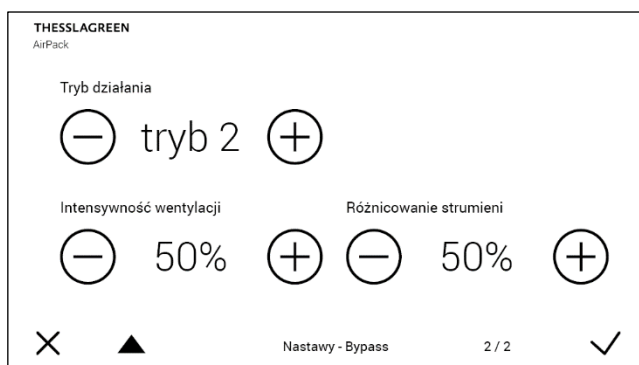 THESSLAGREEN
AirPack
Tryb działania
tryb 2
Intensywność wentylacji Różnicowanie strumieni
50% 50%
Nastawy - Bypass 2 / 2